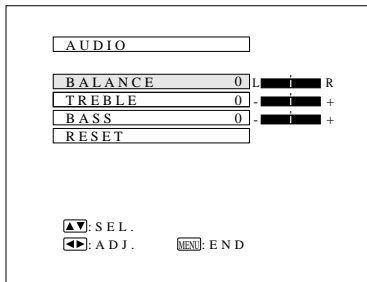 AUDIO
BALANCE 0 L R
TREBLE 0 - +
BASS 0 - +
RESET
▲▼: SEL.
◀▶: ADJ. MENU: END